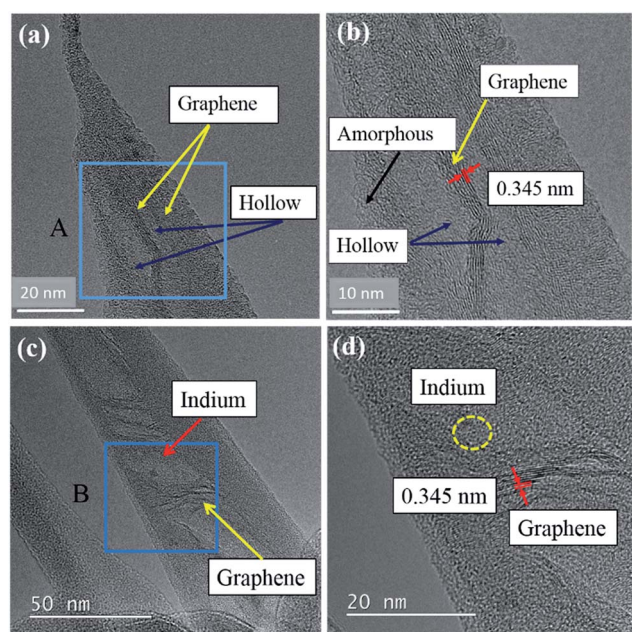 (a)
Graphene
Hollow
A
20 nm
(b)
Graphene
Amorphous
0.345 nm
Hollow
10 nm
(c)
Indium
B
Graphene
50 nm
(d)
Indium
0.345 nm
Graphene
20 nm